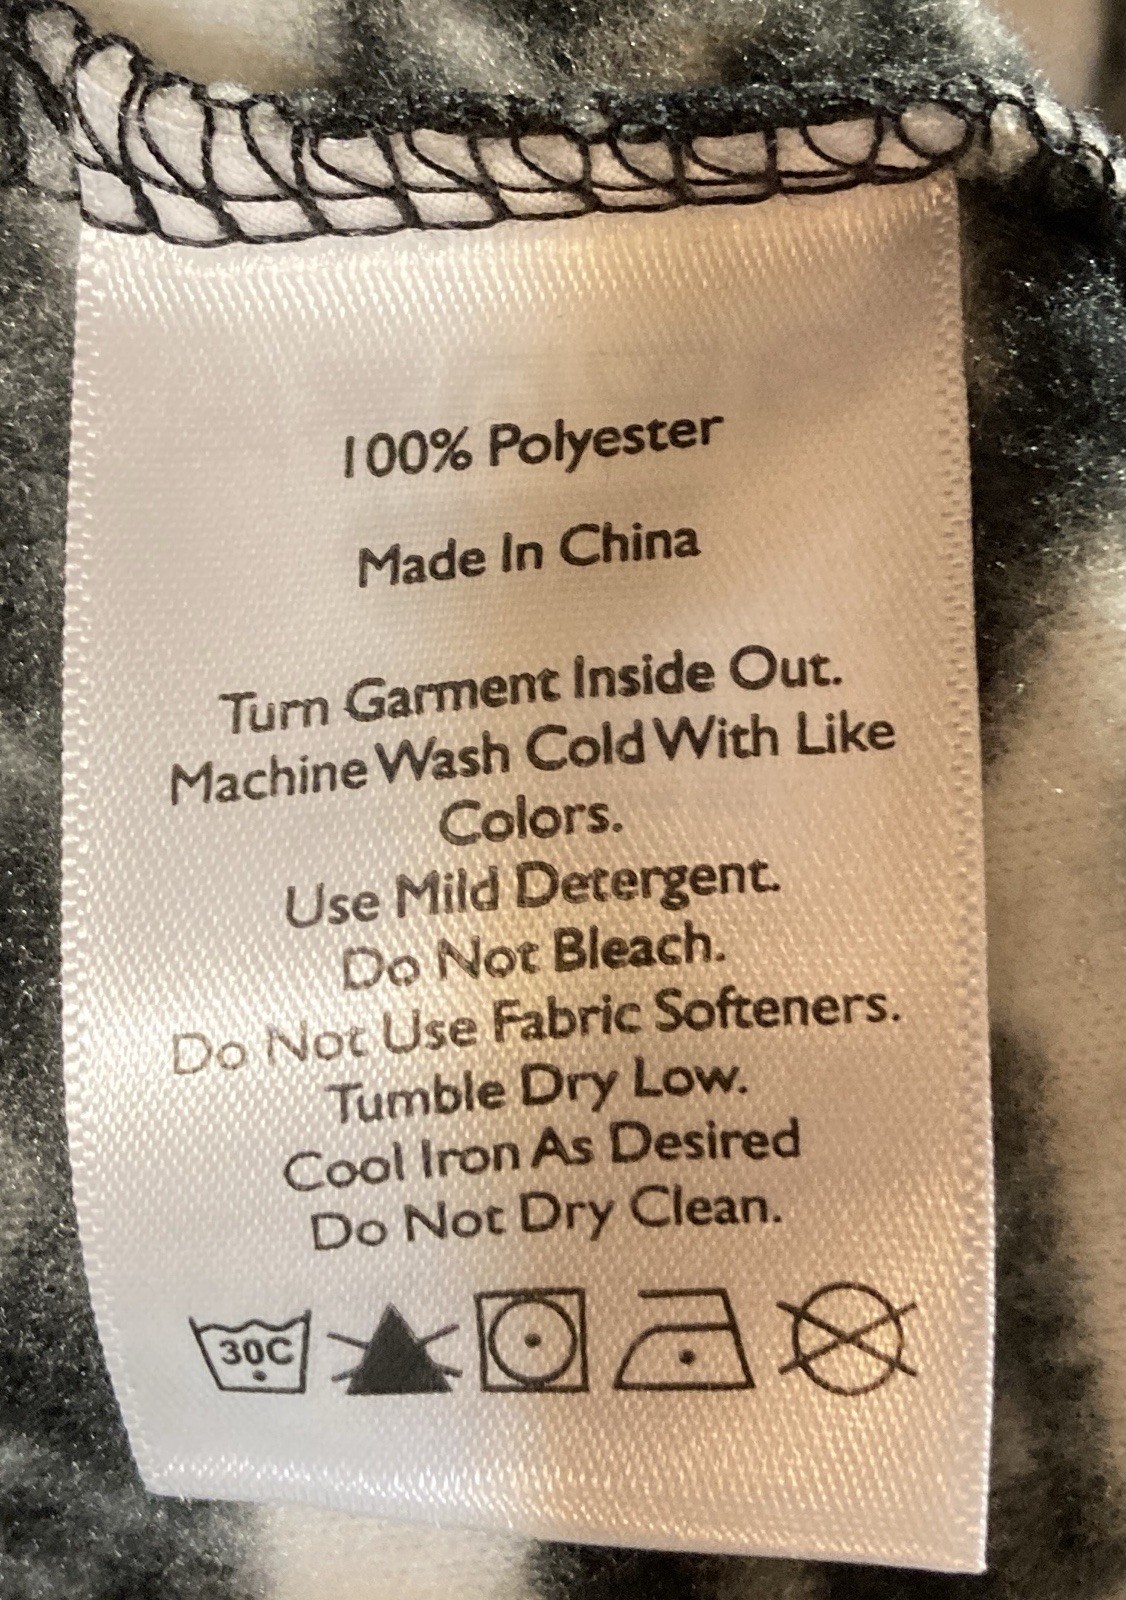 100% Polyester
Made In China
Turn Garment Inside Out.
Machine Wash Cold With Like
Colors.
Use Mild Detergent.
Do Not Bleach.
Do Not Use Fabric Softeners.
Tumble Dry Low.
Cool Iron As Desired
Do Not Dry Clean.
30C